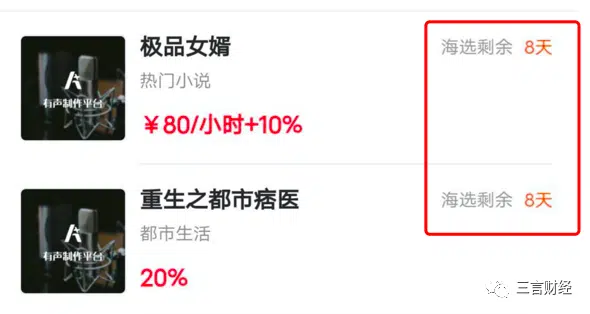 极品女婿
海选剩余 8天
热门小说
￥80/小时+10%
有声制作平台
重生之都市痞医
海选剩余 8天
都市生活
20%
有声制作平台
三言财经